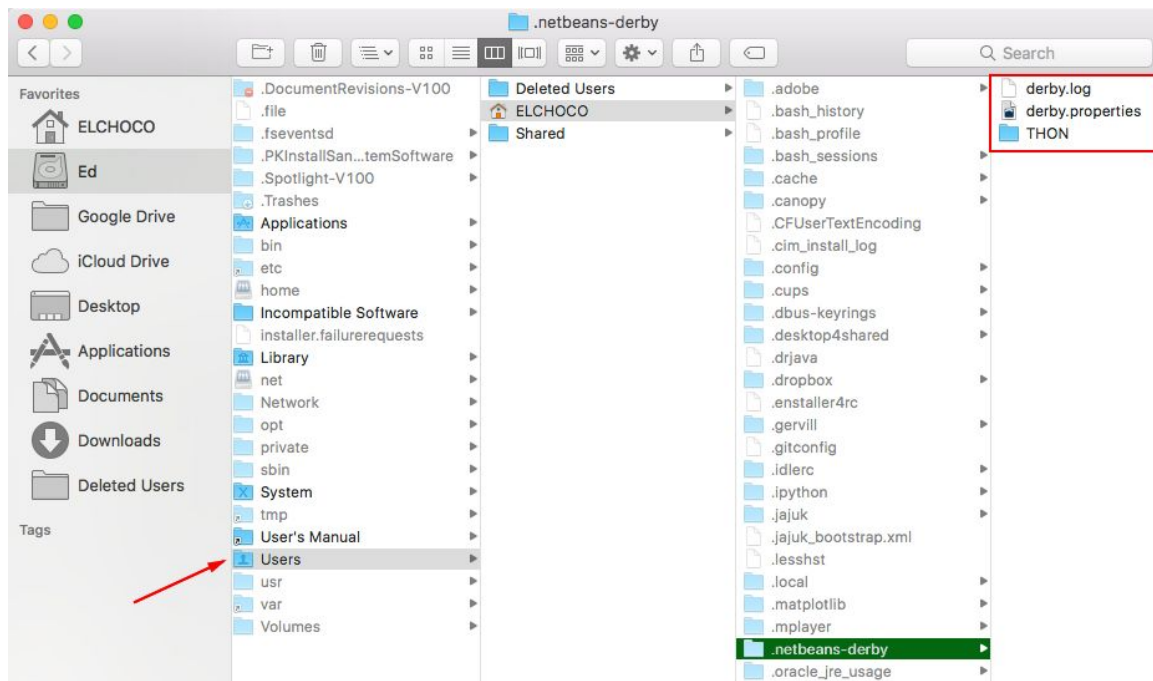 .netbeans-derby
Search
Favorites
ELCHOCO
Ed
Google Drive
iCloud Drive
Desktop
Applications
Documents
Downloads
Deleted Users
Tags
.DocumentRevisions-V100
.file
.fseventsd
.PKInstallSan...temSoftware
.Spotlight-V100
.Trashes
Applications
bin
etc
home
Incompatible Software
installer.failurerequests
Library
net
Network
opt
private
sbin
System
tmp
User's Manual
Users
usr
var
Volumes
Deleted Users
ELCHOCO
Shared
.adobe
.bash_history
.bash_profile
.bash_sessions
.cache
.canopy
.CFUserTextEncoding
.cim_install_log
.config
.cups
.dbus-keyrings
.desktop4shared
.drjava
.dropbox
.enstaller4rc
.gervill
.gitconfig
.idlerc
.ipython
.jajuk
.jajuk_bootstrap.xml
.lesshst
.local
.matplotlib
.mplayer
.netbeans-derby
.oracle_jre_usage
derby.log
derby.properties
THON